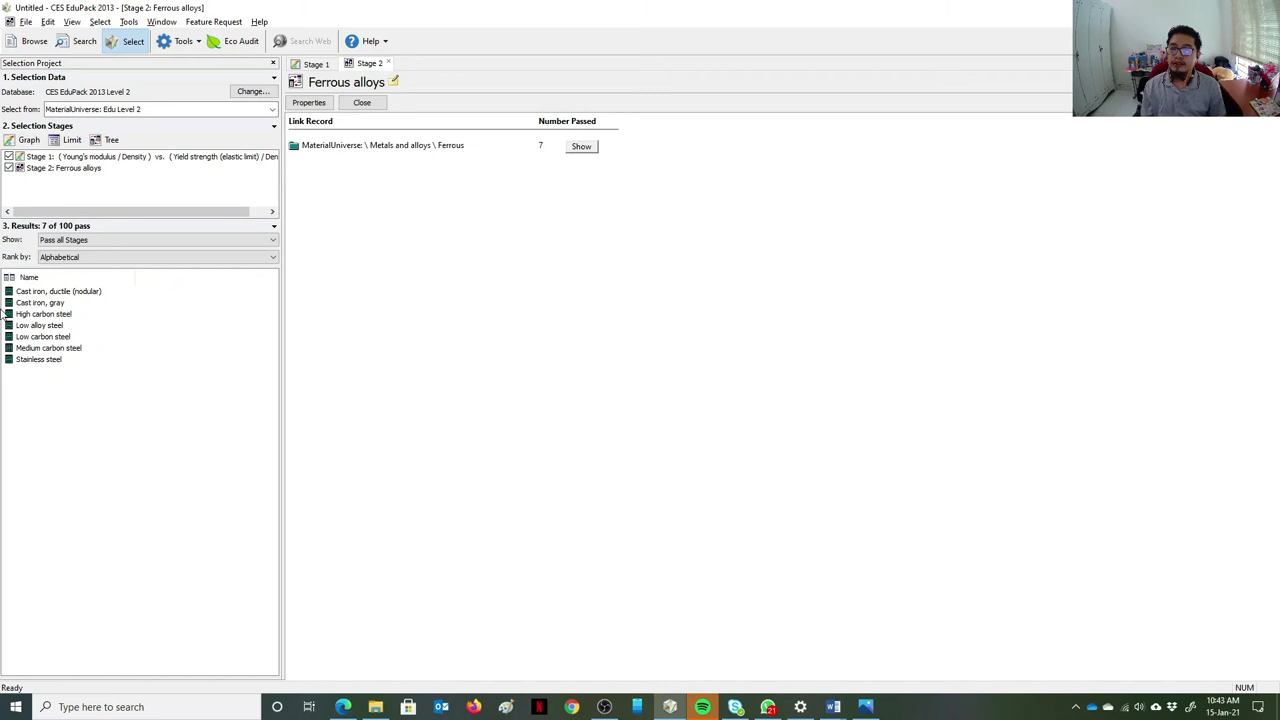 Untitled - CES EduPack 2013 - [Stage 2: Ferrous alloys]
File Edit View Select Tools Window Feature Request Help
Browse Search Select Tools Eco Audit Search Web Help
Selection Project
1. Selection Data
Database: CES EduPack 2013 Level 2 Change...
Select from: MaterialUniverse: Edu Level 2
2. Selection Stages
Graph Limit Tree
Stage 1: ( Young's modulus / Density ) vs. ( Yield strength (elastic limit) / Den
Stage 2: Ferrous alloys
3. Results: 7 of 100 pass
Show: Pass all Stages
Rank by: Alphabetical
Name
Cast iron, ductile (nodular)
Cast iron, gray
High carbon steel
Low alloy steel
Low carbon steel
Medium carbon steel
Stainless steel
Stage 1 Stage 2
Ferrous alloys
Properties Close
Link Record Number Passed
MaterialUniverse: \ Metals and alloys \ Ferrous 7 Show
Ready NUM
Type here to search
21
10:43 AM
15-Jan-21